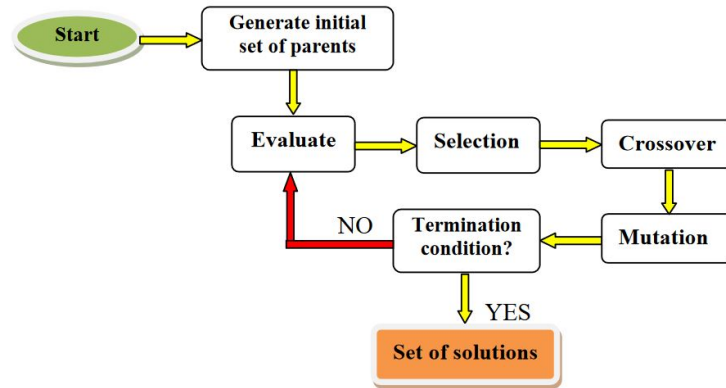 Start
Generate initial
set of parents
Evaluate
Selection
Crossover
NO
Termination
condition?
Mutation
YES
Set of solutions